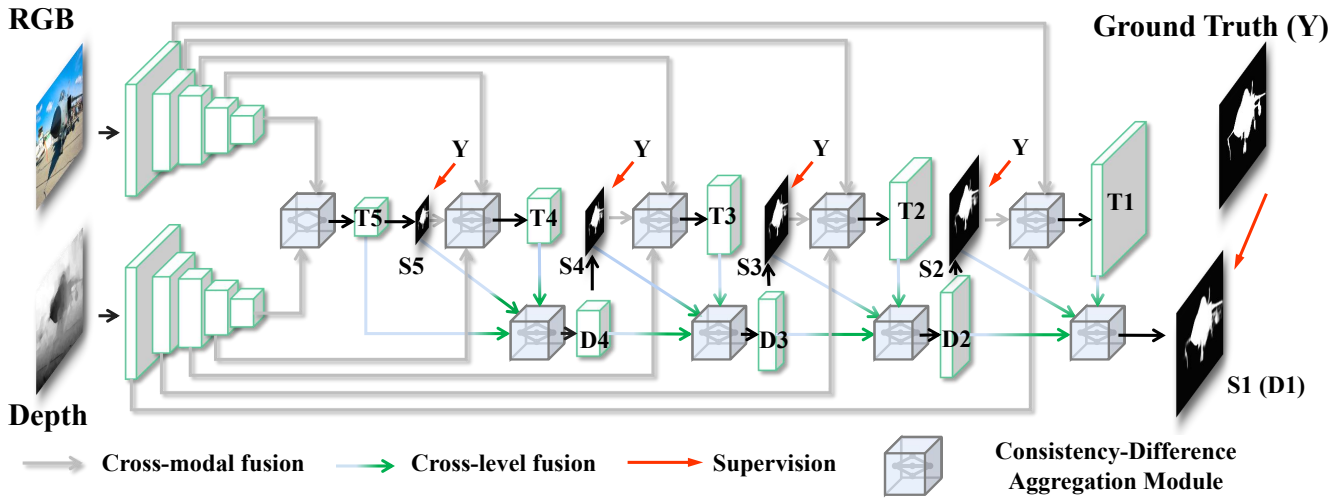 RGB
Ground Truth (Y)
Y
Y
Y
Y
T5
T4
T3
T2
T1
S5
S4
S3
S2
D4
D3
D2
S1 (D1)
Depth
Cross-modal fusion
Cross-level fusion
Supervision
Consistency-Difference
Aggregation Module